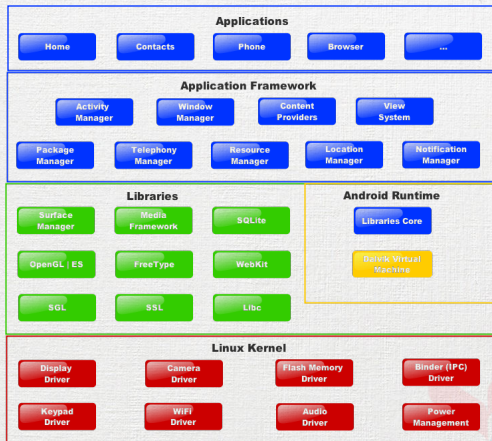 Applications
Home
Contacts
Phone
Browser
...
Application Framework
Activity
Manager
Window
Manager
Content
Providers
View
System
Package
Manager
Telephony
Manager
Resource
Manager
Location
Manager
Notification
Manager
Libraries
Surface
Manager
Media
Framework
SQLite
OpenGL | ES
FreeType
WebKit
SGL
SSL
Libc
Android Runtime
Libraries Core
Dalvik Virtual
Machine
Linux Kernel
Display
Driver
Camera
Driver
Flash Memory
Driver
Binder (IPC)
Driver
Keypad
Driver
WiFi
Driver
Audio
Driver
Power
Management